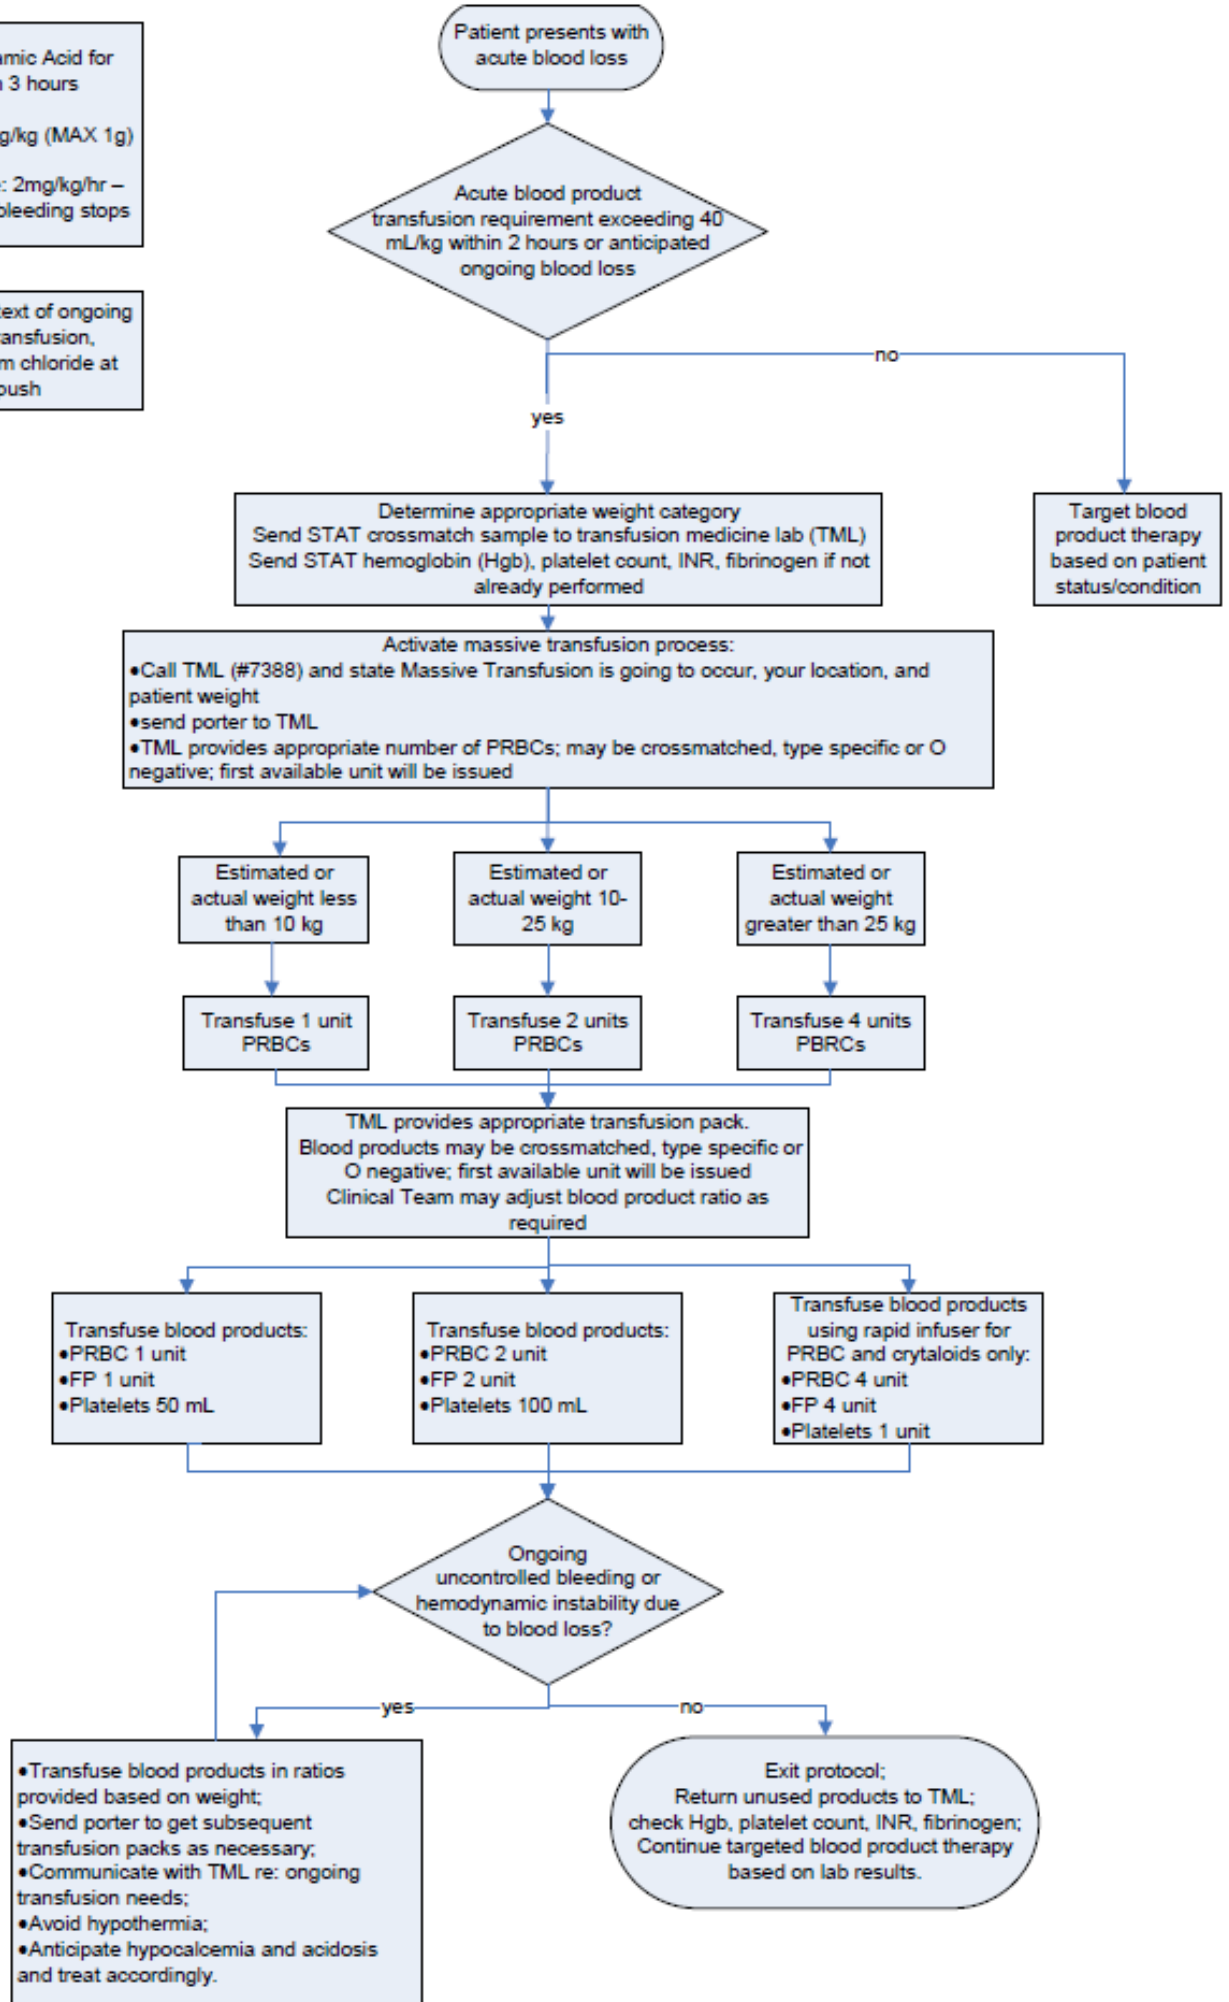 Acid for
3 hours
(MAX 1g)
2mg/kg/hr –
bleeding stops
of ongoing
chloride at
Patient presents with
acute blood loss
Acute blood product
transfusion requirement exceeding 40
mL/kg within 2 hours or anticipated
ongoing blood loss
no
yes
Determine appropriate weight category
Send STAT crossmatch sample to transfusion medicine lab (TML)
Send STAT hemoglobin (Hgb), platelet count, INR, fibrinogen if not
already performed
Target blood
product therapy
based on patient
status/condition
Activate massive transfusion process:
•Call TML (#7388) and state Massive Transfusion is going to occur, your location, and
patient weight
•send porter to TML
•TML provides appropriate number of PRBCs; may be crossmatched, type specific or O
negative; first available unit will be issued
Estimated or
actual weight less
than 10 kg
Estimated or
actual weight 10-
25 kg
Estimated or
actual weight
greater than 25 kg
Transfuse 1 unit
PRBCs
Transfuse 2 units
PRBCs
Transfuse 4 units
PBRCs
TML provides appropriate transfusion pack.
Blood products may be crossmatched, type specific or
O negative; first available unit will be issued
Clinical Team may adjust blood product ratio as
required
Transfuse blood products:
•PRBC 1 unit
•FP 1 unit
•Platelets 50 mL
Transfuse blood products:
•PRBC 2 unit
•FP 2 unit
•Platelets 100 mL
Transfuse blood products
using rapid infuser for
PRBC and crytaloids only:
•PRBC 4 unit
•FP 4 unit
•Platelets 1 unit
Ongoing
uncontrolled bleeding or
hemodynamic instability due
to blood loss?
yes
no
•Transfuse blood products in ratios
provided based on weight;
•Send porter to get subsequent
transfusion packs as necessary;
•Communicate with TML re: ongoing
transfusion needs;
•Avoid hypothermia;
•Anticipate hypocalcemia and acidosis
and treat accordingly.
Exit protocol;
Return unused products to TML;
check Hgb, platelet count, INR, fibrinogen;
Continue targeted blood product therapy
based on lab results.